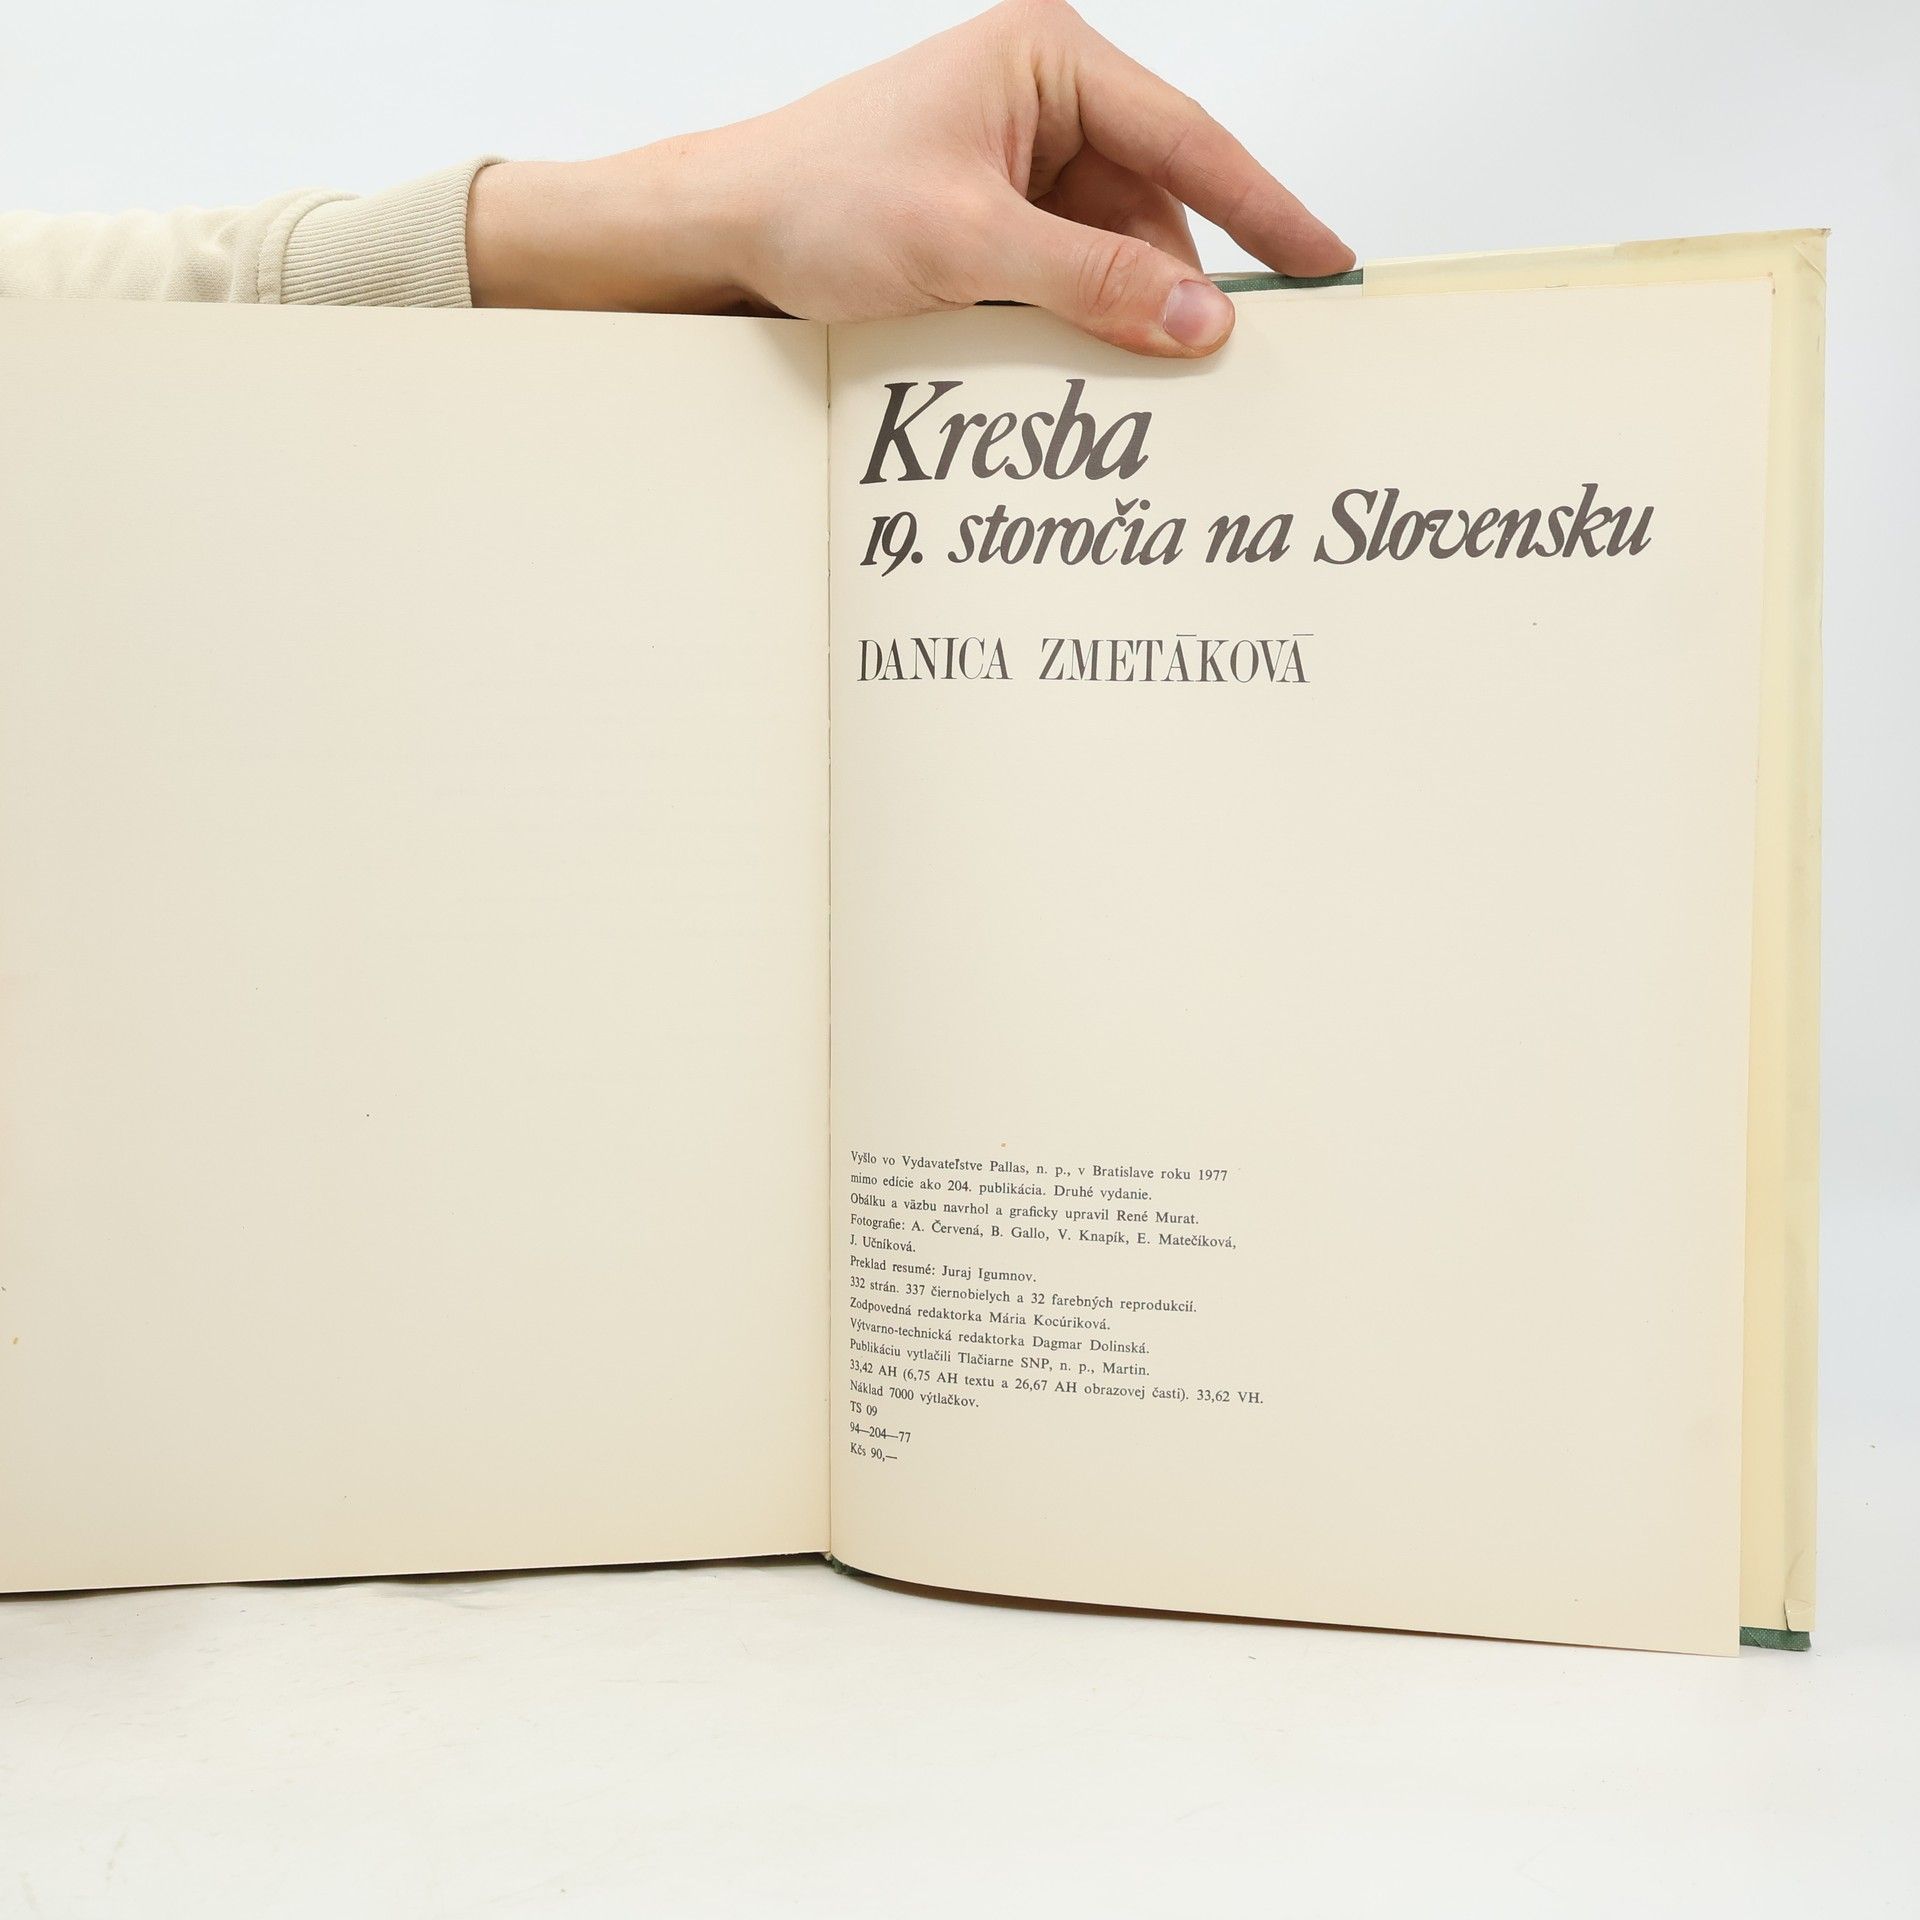 Kresba
19. storočia na Slovensku
DANICA ZMETÁKOVÁ
Vyšlo vo Vydavateľstve Pallas, n. p., v Bratislave roku 1977
mimo edície ako 204. publikácia. Druhé vydanie.
Obálku a väzbu navrhol a graficky upravil René Murat.
Fotografie: A. Červená, B. Gallo, V. Knapík, E. Matečíková,
J. Učníková.
Preklad resumé: Juraj Igumnov.
332 strán. 337 čiernobielych a 32 farebných reprodukcií.
Zodpovedná redaktorka Mária Kocúriková.
Výtvarno-technická redaktorka Dagmar Dolinská.
Publikáciu vytlačili Tlačiarne SNP, n. p., Martin.
33,42 AH (6,75 AH textu a 26,67 AH obrazovej časti). 33,62 VH.
Náklad 7000 výtlačkov.
TS 09
94—204—77
Kčs 90,—